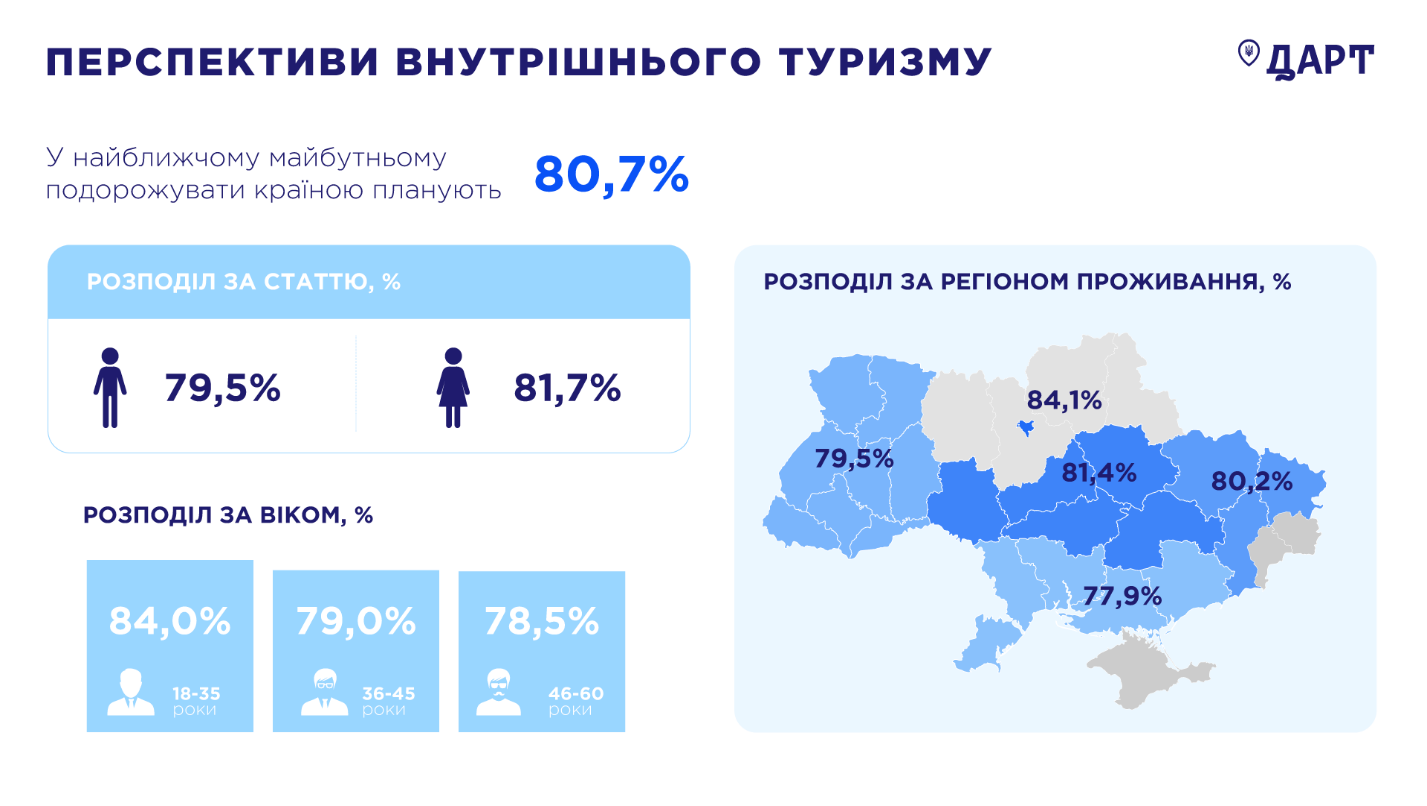 ПЕРСПЕКТИВИ ВНУТРІШНЬОГО ТУРИЗМУ
ДАРТ
У найближчому майбутньому
подорожувати країною планують
80,7%
РОЗПОДІЛ ЗА СТАТТЮ, %
79,5%
81,7%
РОЗПОДІЛ ЗА ВІКОМ, %
84,0%
18-35
роки
79,0%
36-45
роки
78,5%
46-60
роки
РОЗПОДІЛ ЗА РЕГІОНОМ ПРОЖИВАННЯ, %
84,1%
79,5%
81,4%
80,2%
77,9%